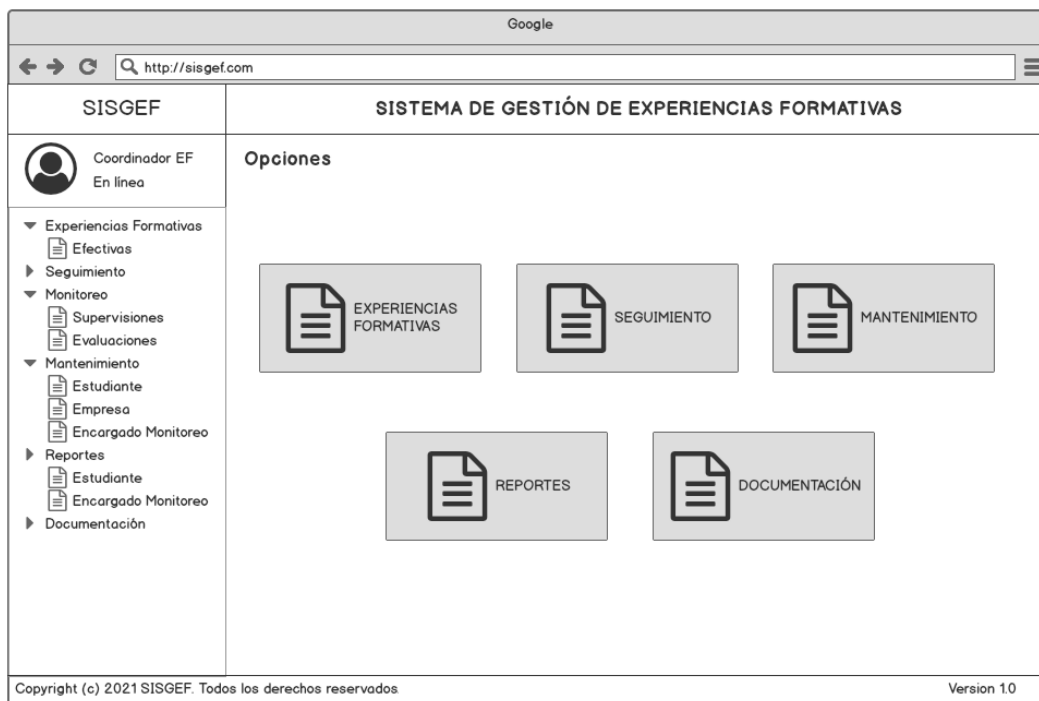 Google
http://sisgef.com
SISGEF
SISTEMA DE GESTIÓN DE EXPERIENCIAS FORMATIVAS
Coordinador EF
En línea
Experiencias Formativas
Efectivas
Seguimiento
Monitoreo
Supervisiones
Evaluaciones
Mantenimiento
Estudiante
Empresa
Encargado Monitoreo
Reportes
Estudiante
Encargado Monitoreo
Documentación
Opciones
EXPERIENCIAS
FORMATIVAS
SEGUIMIENTO
MANTENIMIENTO
REPORTES
DOCUMENTACIÓN
Copyright (c) 2021 SISGEF. Todos los derechos reservados
Version 1.0